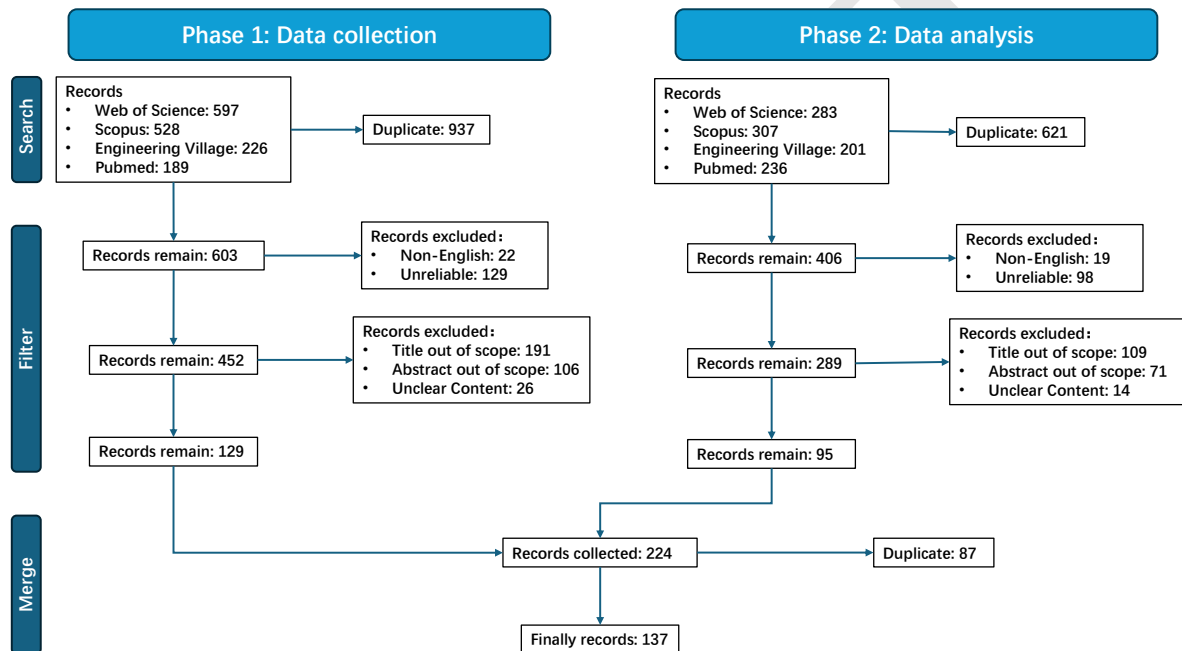 Phase 1: Data collection
Phase 2: Data analysis
Search
Records
• Web of Science: 597
• Scopus: 528
• Engineering Village: 226
• Pubmed: 189
Duplicate: 937
Records
• Web of Science: 283
• Scopus: 307
• Engineering Village: 201
• Pubmed: 236
Duplicate: 621
Filter
Records remain: 603
Records excluded：
• Non-English: 22
• Unreliable: 129
Records remain: 406
Records excluded：
• Non-English: 19
• Unreliable: 98
Records remain: 452
Records excluded：
• Title out of scope: 191
• Abstract out of scope: 106
• Unclear Content: 26
Records remain: 289
Records excluded：
• Title out of scope: 109
• Abstract out of scope: 71
• Unclear Content: 14
Records remain: 129
Records remain: 95
Merge
Records collected: 224
Duplicate: 87
Finally records: 137